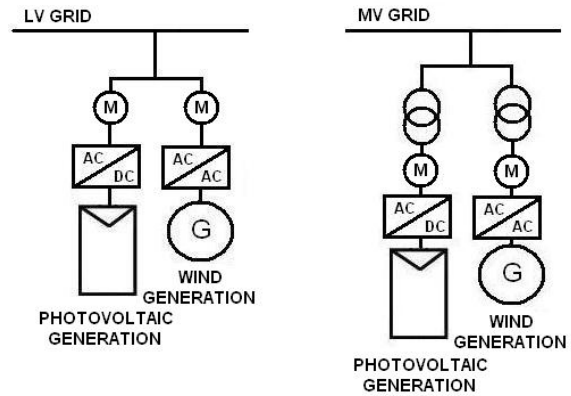 LV GRID
M
M
AC
DC
AC
AC
G
WIND
GENERATION
PHOTOVOLTAIC
GENERATION
MV GRID
M
M
AC
DC
AC
AC
G
WIND
GENERATION
PHOTOVOLTAIC
GENERATION